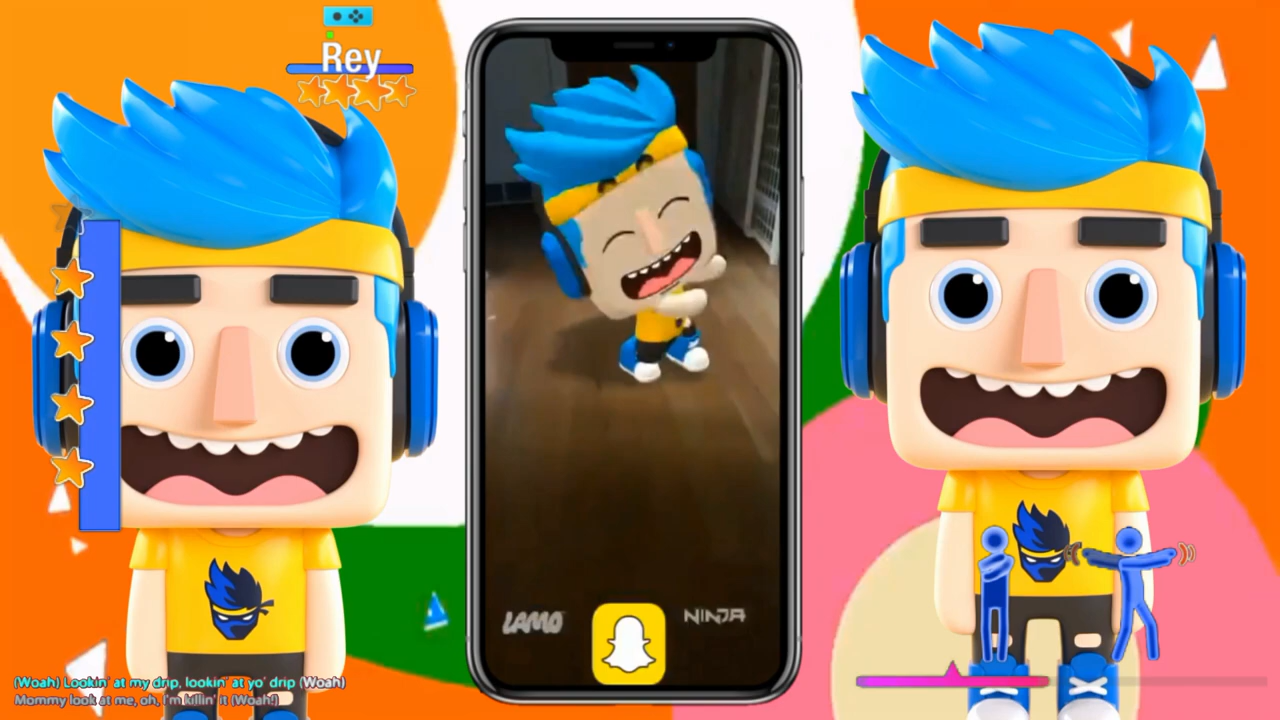 Rey
LAMO
NINJA
(Woah) Lookin' at my drip, lookin' at yo' drip (Woah)
Mommy look at me, oh, I'm killin' it (Woah!)